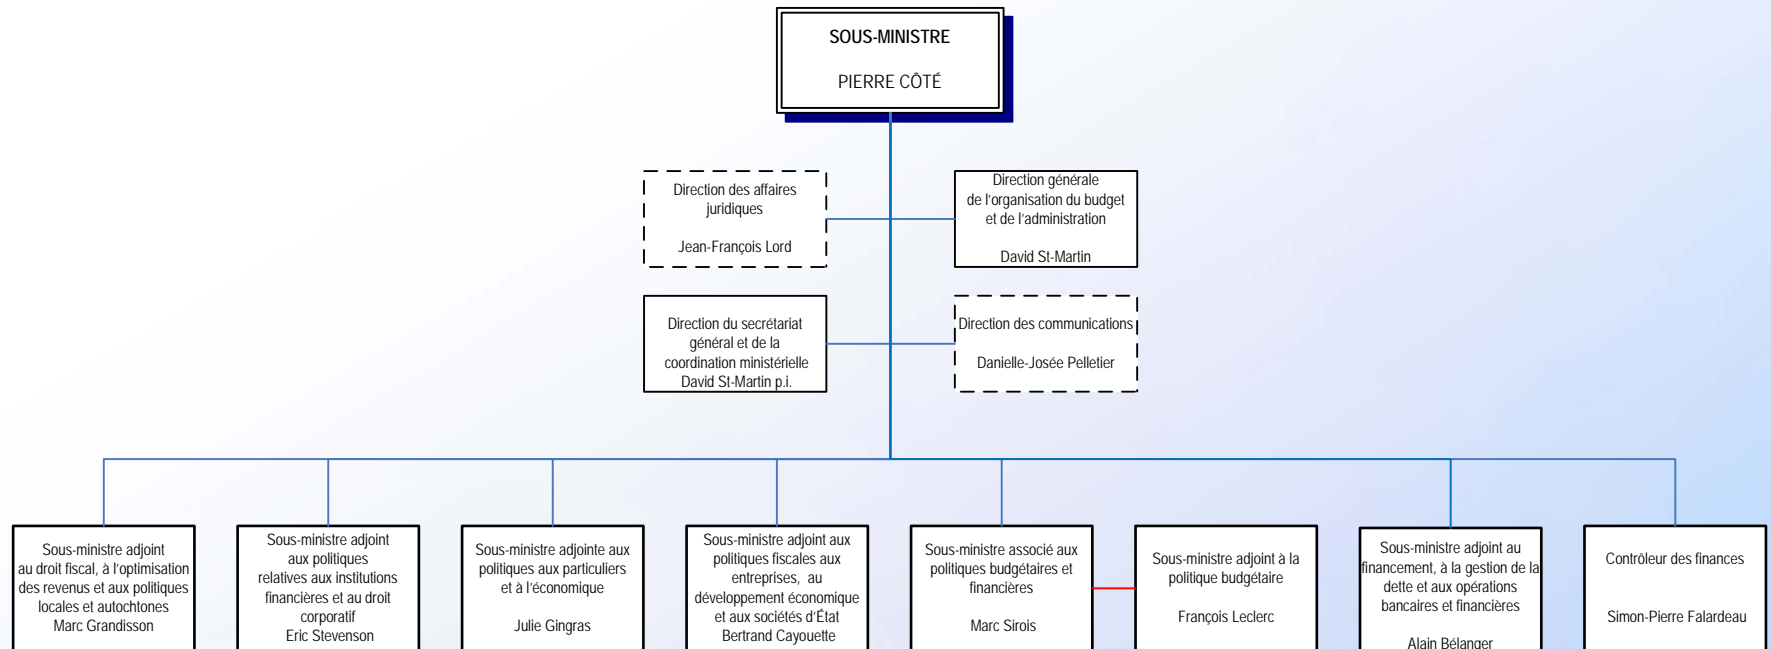 SOUS-MINISTRE
PIERRE CÔTÉ
Direction des affaires
juridiques
Jean-François Lord
Direction générale
de l'organisation du budget
et de l'administration
David St-Martin
Direction du secrétariat
général et de la
coordination ministérielle
David St-Martin p.i.
Direction des communications
Danielle-Josée Pelletier
Sous-ministre adjoint
au droit fiscal, à l'optimisation
des revenus et aux politiques
locales et autochtones
Marc Grandisson
Sous-ministre adjoint
aux politiques
relatives aux institutions
financières et au droit
corporatif
Eric Stevenson
Sous-ministre adjointe aux
politiques aux particuliers
et à l'économique
Julie Gingras
Sous-ministre adjoint aux
politiques fiscales aux
entreprises, au
développement économique
et aux sociétés d'État
Bertrand Cayouette
Sous-ministre associé aux
politiques budgétaires et
financières
Marc Sirois
Sous-ministre adjoint à la
politique budgétaire
François Leclerc
Sous-ministre adjoint au
financement, à la gestion de la
dette et aux opérations
bancaires et financières
Alain Bélanger
Contrôleur des finances
Simon-Pierre Falardeau